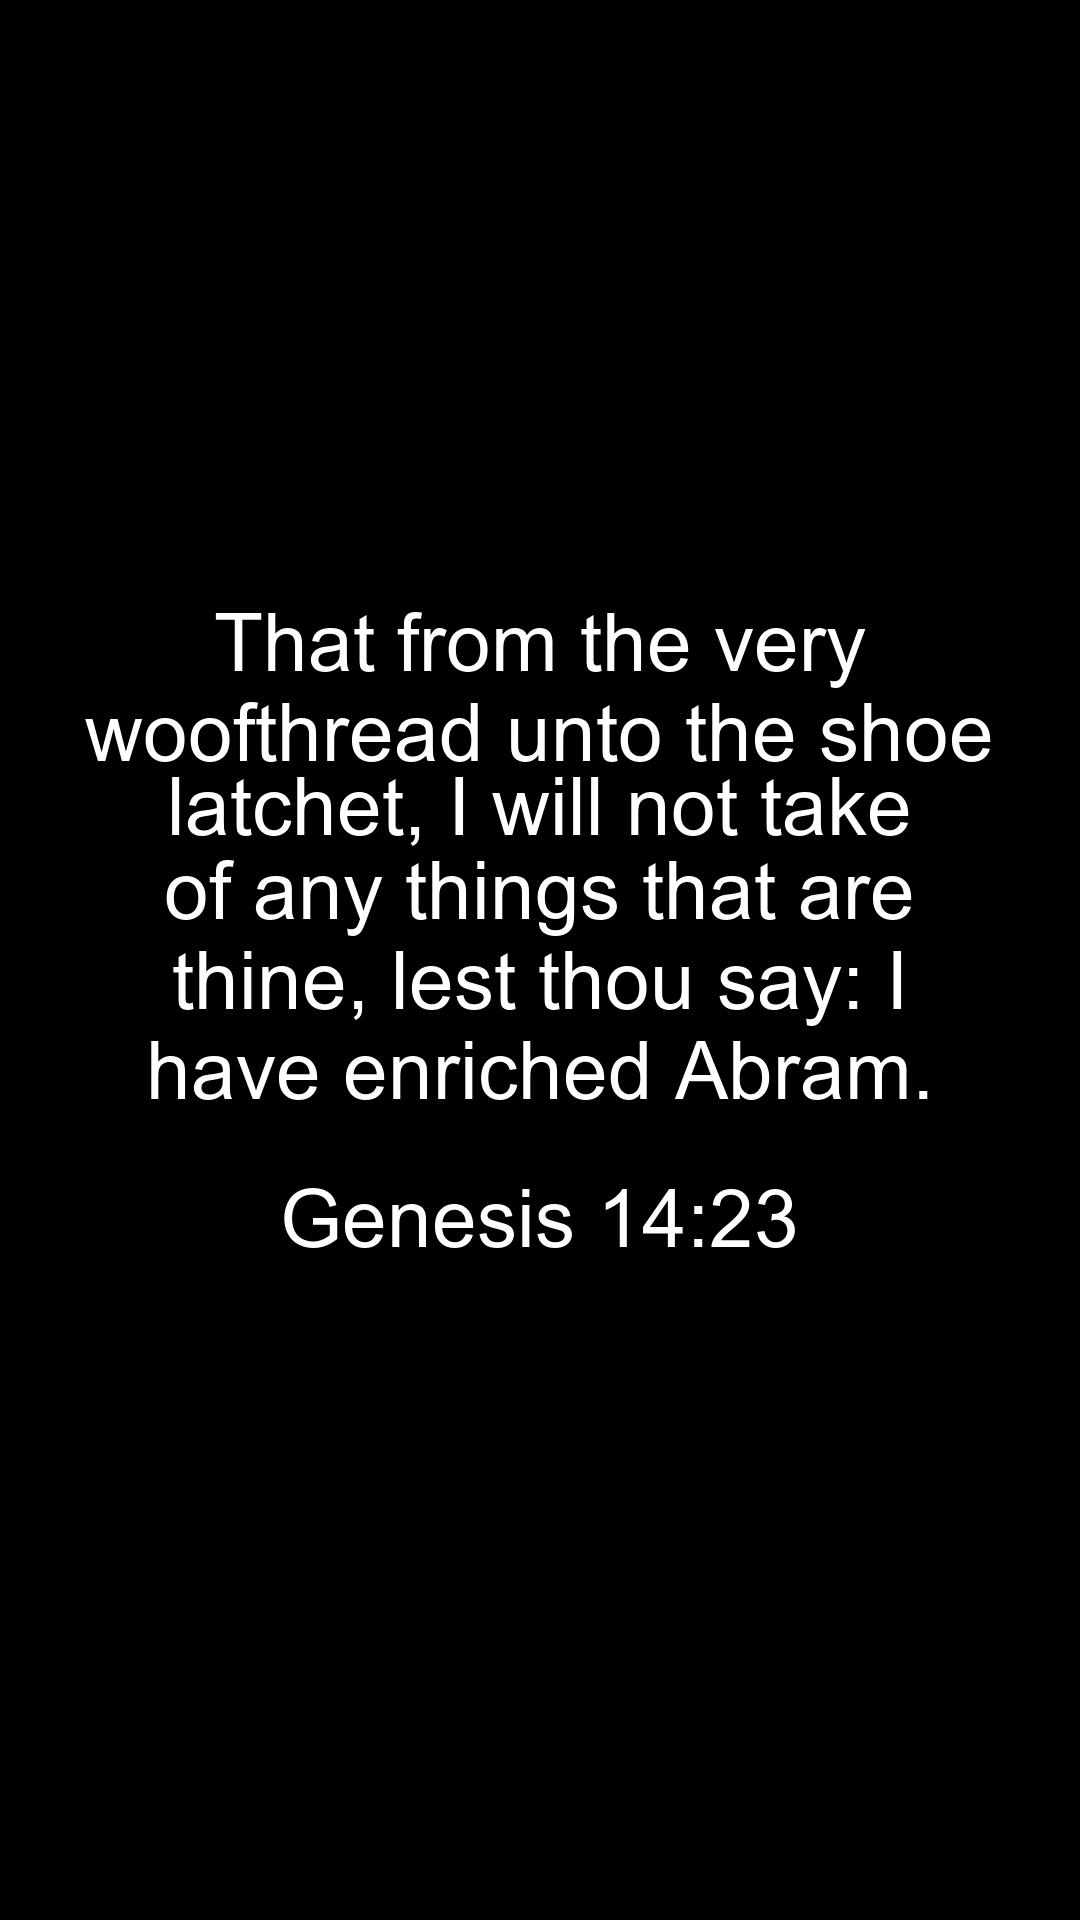 That from the very
woofthread unto the shoe
latchet, I will not take
of any things that are
thine, lest thou say: I
have enriched Abram.
Genesis 14:23